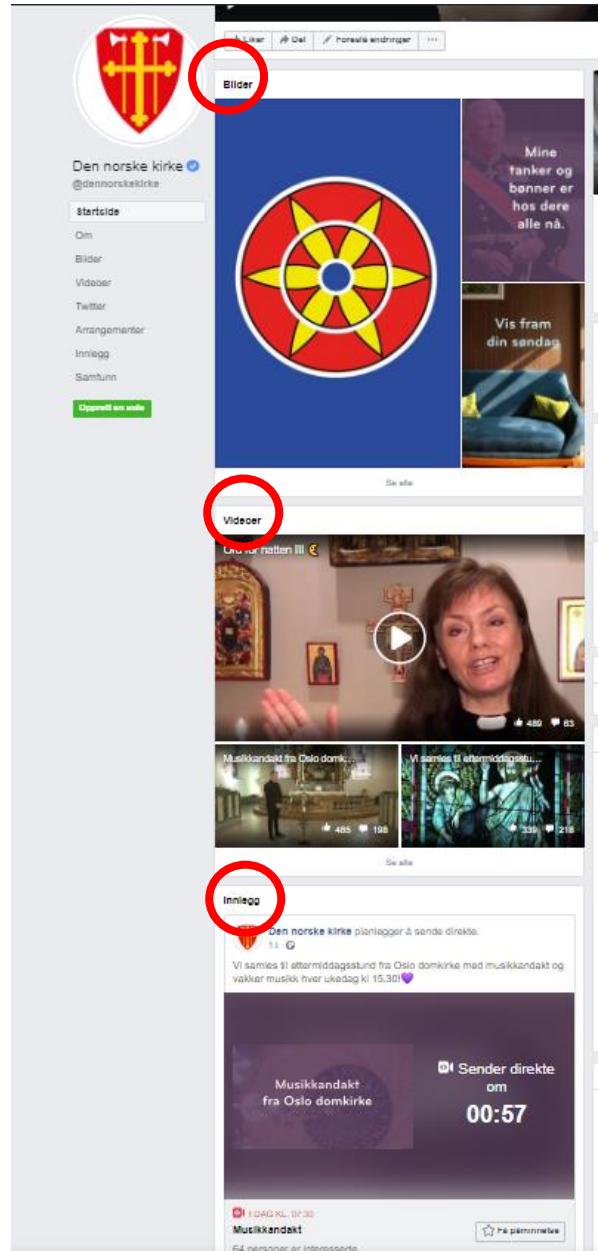 Liker Del Foreslå endringer ...
Bilder
Mine
tanker og
bønner er
hos dere
alle nå.
Vis fram
din søndag
Se alle
Den norske kirke
@dennorskekirke
Startside
Om
Bilder
Videoer
Twitter
Arrangementer
Innlegg
Samfunn
Opprett en side
Videoer
Ord for natten III
489 83
Musikkandakt fra Oslo domk...
485 198
Vi samles til ettermiddagsstu...
339 218
Se alle
Innlegg
Den norske kirke planlegger å sende direkte.
1 t ·
Vi samles til ettermiddagsstund fra Oslo domkirke med musikkandakt og
vakker musikk hver ukedag kl 15.30!💜
Musikkandakt
fra Oslo domkirke
Sender direkte
om
00:57
I DAG KL. 07:30
Musikkandakt
Få påminnelse
64 personer er interessede